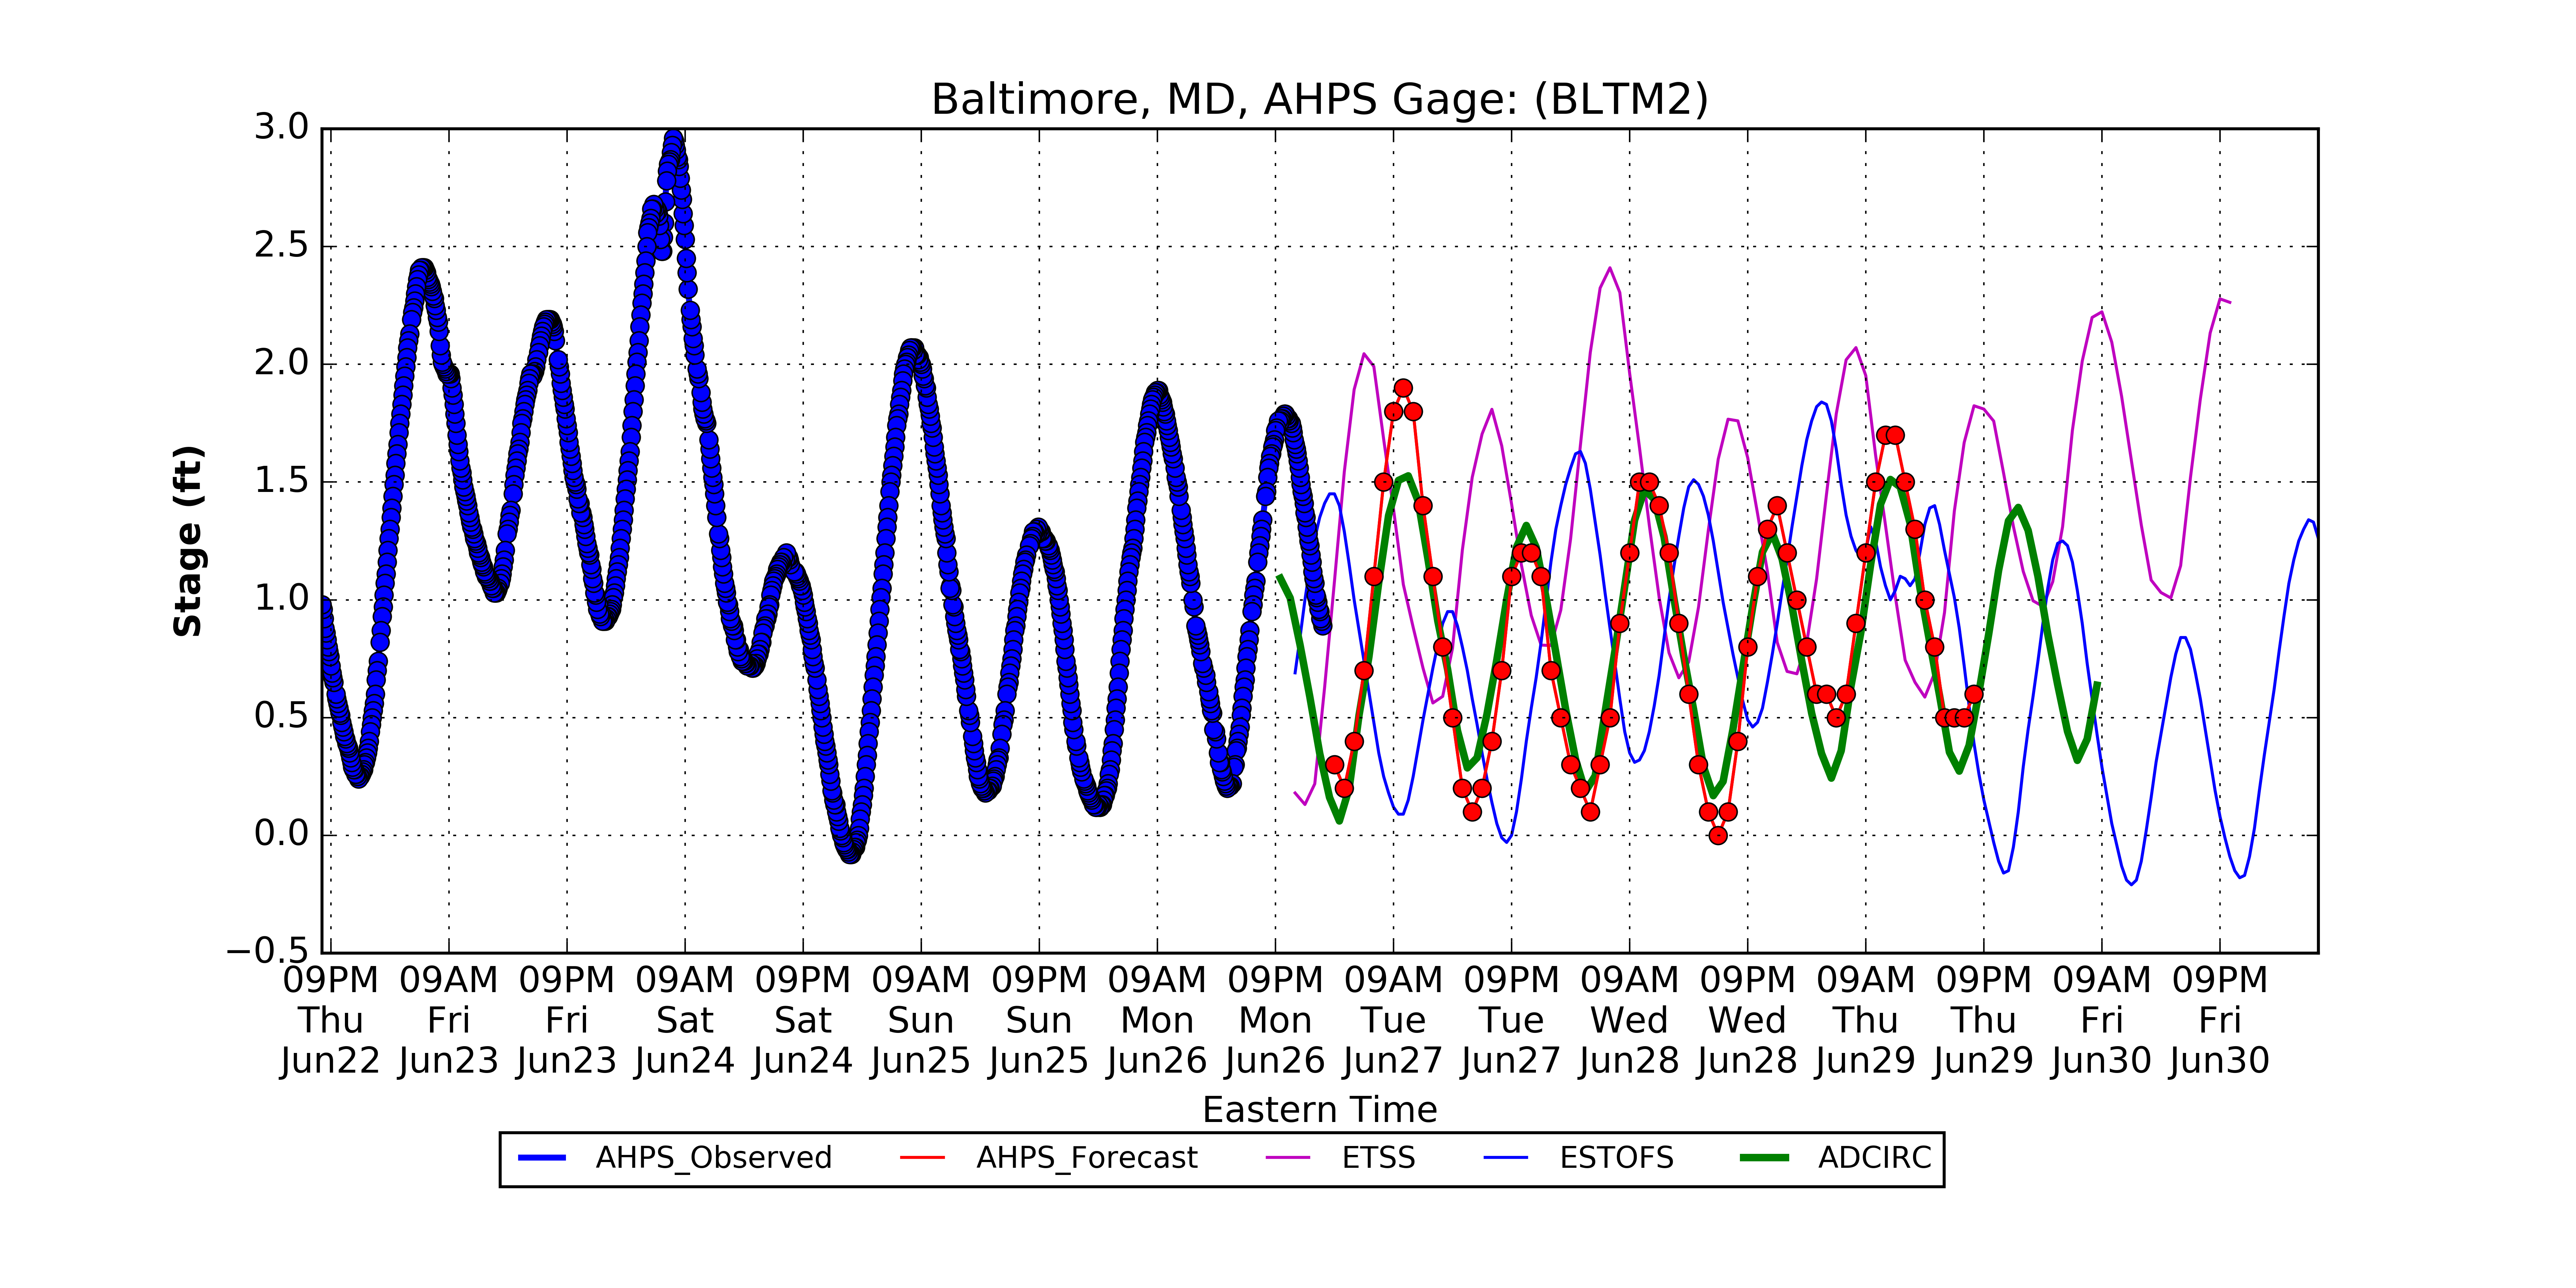 Baltimore, MD, AHPS Gage: (BLTM2)
3.0
2.5
2.0
1.5
1.0
0.5
0.0
−0.5
Stage (ft)
09PM 09AM 09PM 09AM 09PM 09AM 09PM 09AM 09PM 09AM 09PM 09AM 09PM 09AM 09PM 09AM 09PM
Thu Fri Fri Sat Sat Sun Sun Mon Mon Tue Tue Wed Wed Thu Thu Fri Fri
Jun22 Jun23 Jun23 Jun24 Jun24 Jun25 Jun25 Jun26 Jun26 Jun27 Jun27 Jun28 Jun28 Jun29 Jun29 Jun30 Jun30
Eastern Time
AHPS_Observed AHPS_Forecast ETSS ESTOFS ADCIRC